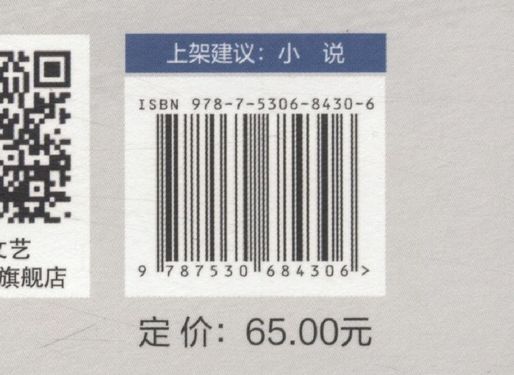 上架建议：小　说
ISBN 978-7-5306-8430-6
9 787530 684306 >
文艺
旗舰店
定价：65.00元